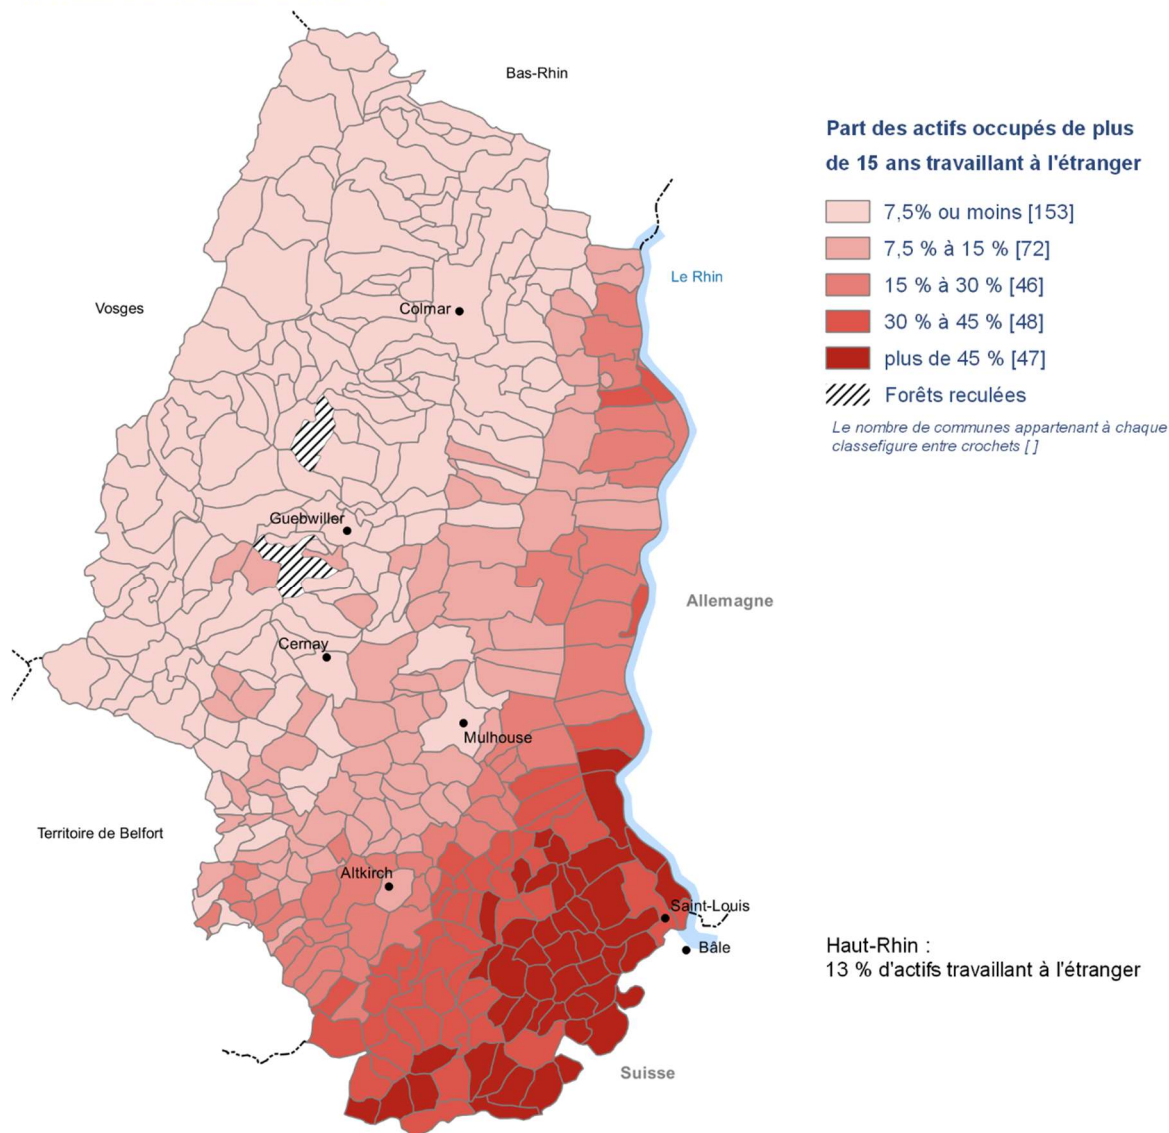 Bas-Rhin
Part des actifs occupés de plus
de 15 ans travaillant à l'étranger
7,5% ou moins [153]
7,5 % à 15 % [72]
15 % à 30 % [46]
30 % à 45 % [48]
plus de 45 % [47]
Forêts reculées
Le nombre de communes appartenant à chaque
classefigure entre crochets [ ]
Le Rhin
Vosges
Colmar
Guebwiller
Allemagne
Cernay
Mulhouse
Territoire de Belfort
Altkirch
Saint-Louis
Bâle
Haut-Rhin :
13 % d'actifs travaillant à l'étranger
Suisse